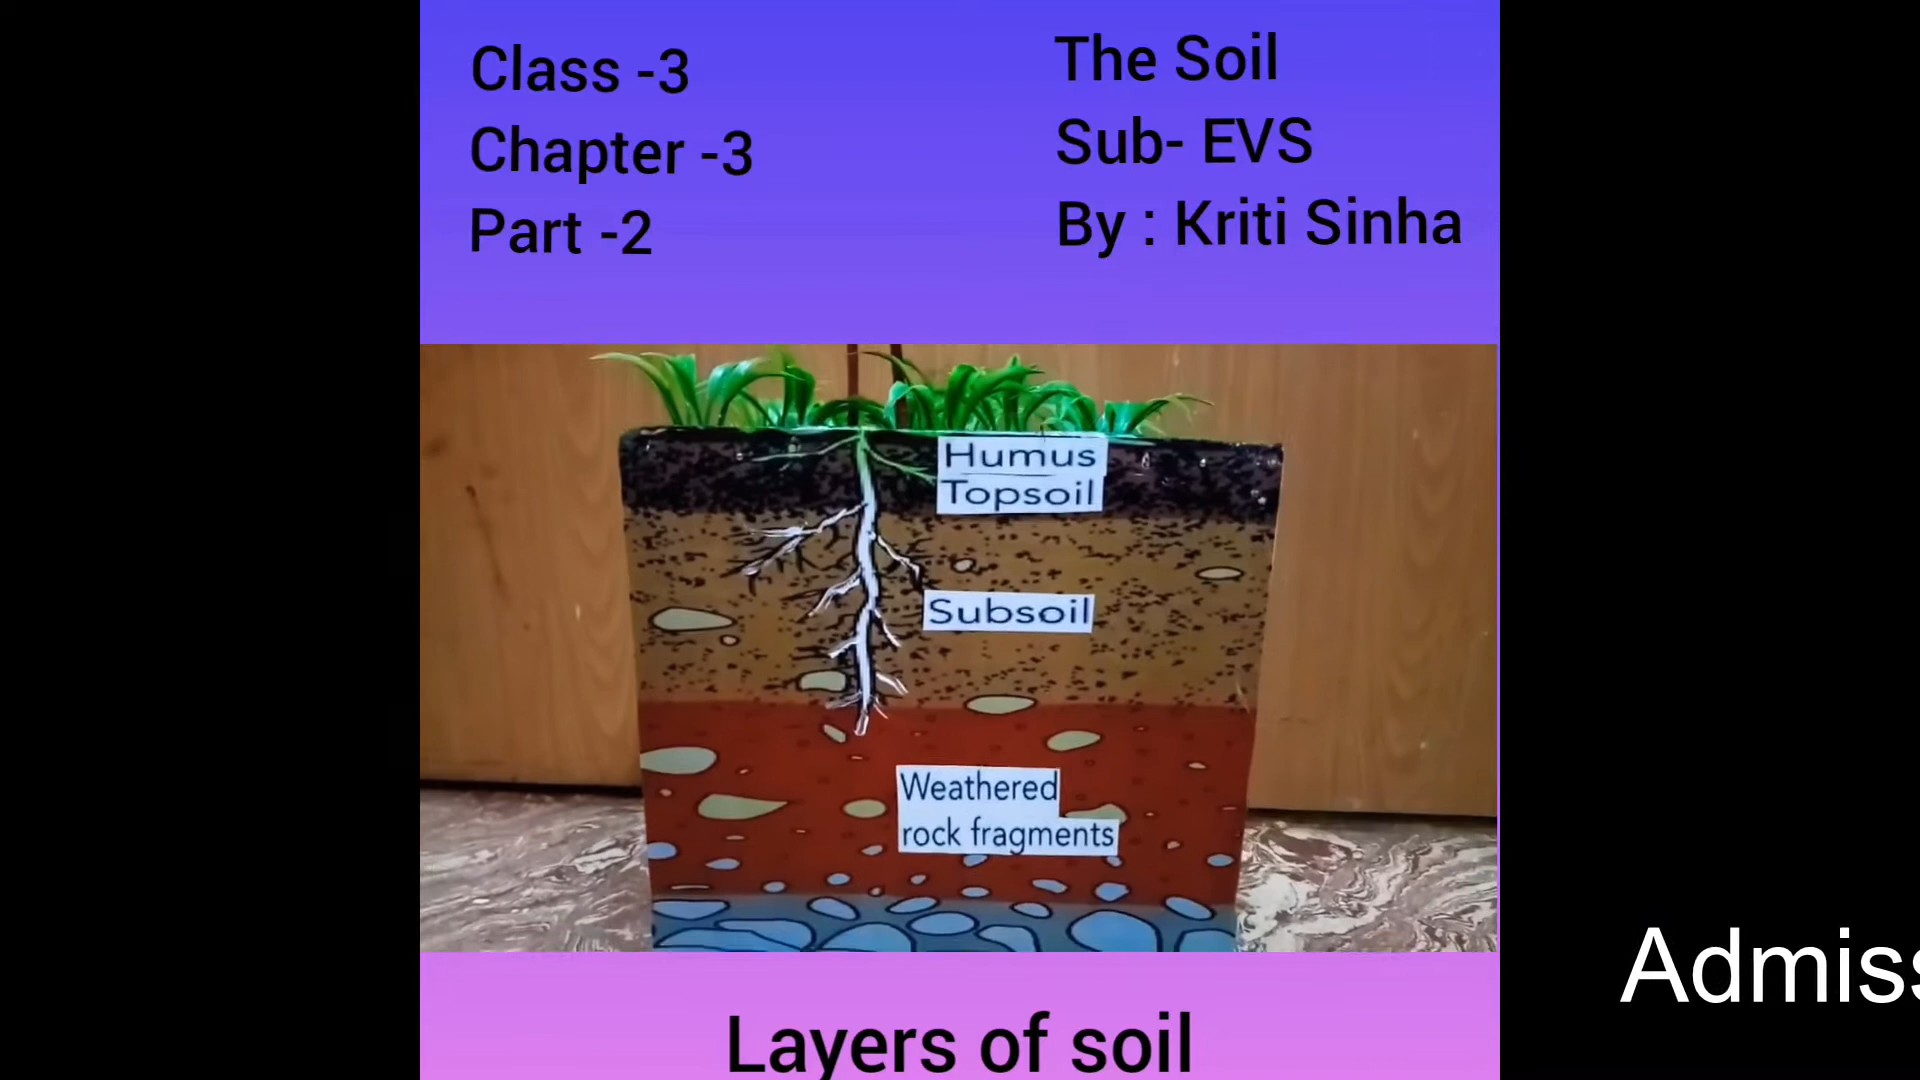 Class -3
Chapter -3
Part -2
The Soil
Sub- EVS
By : Kriti Sinha
Humus
Topsoil
Subsoil
Weathered
rock fragments
Layers of soil